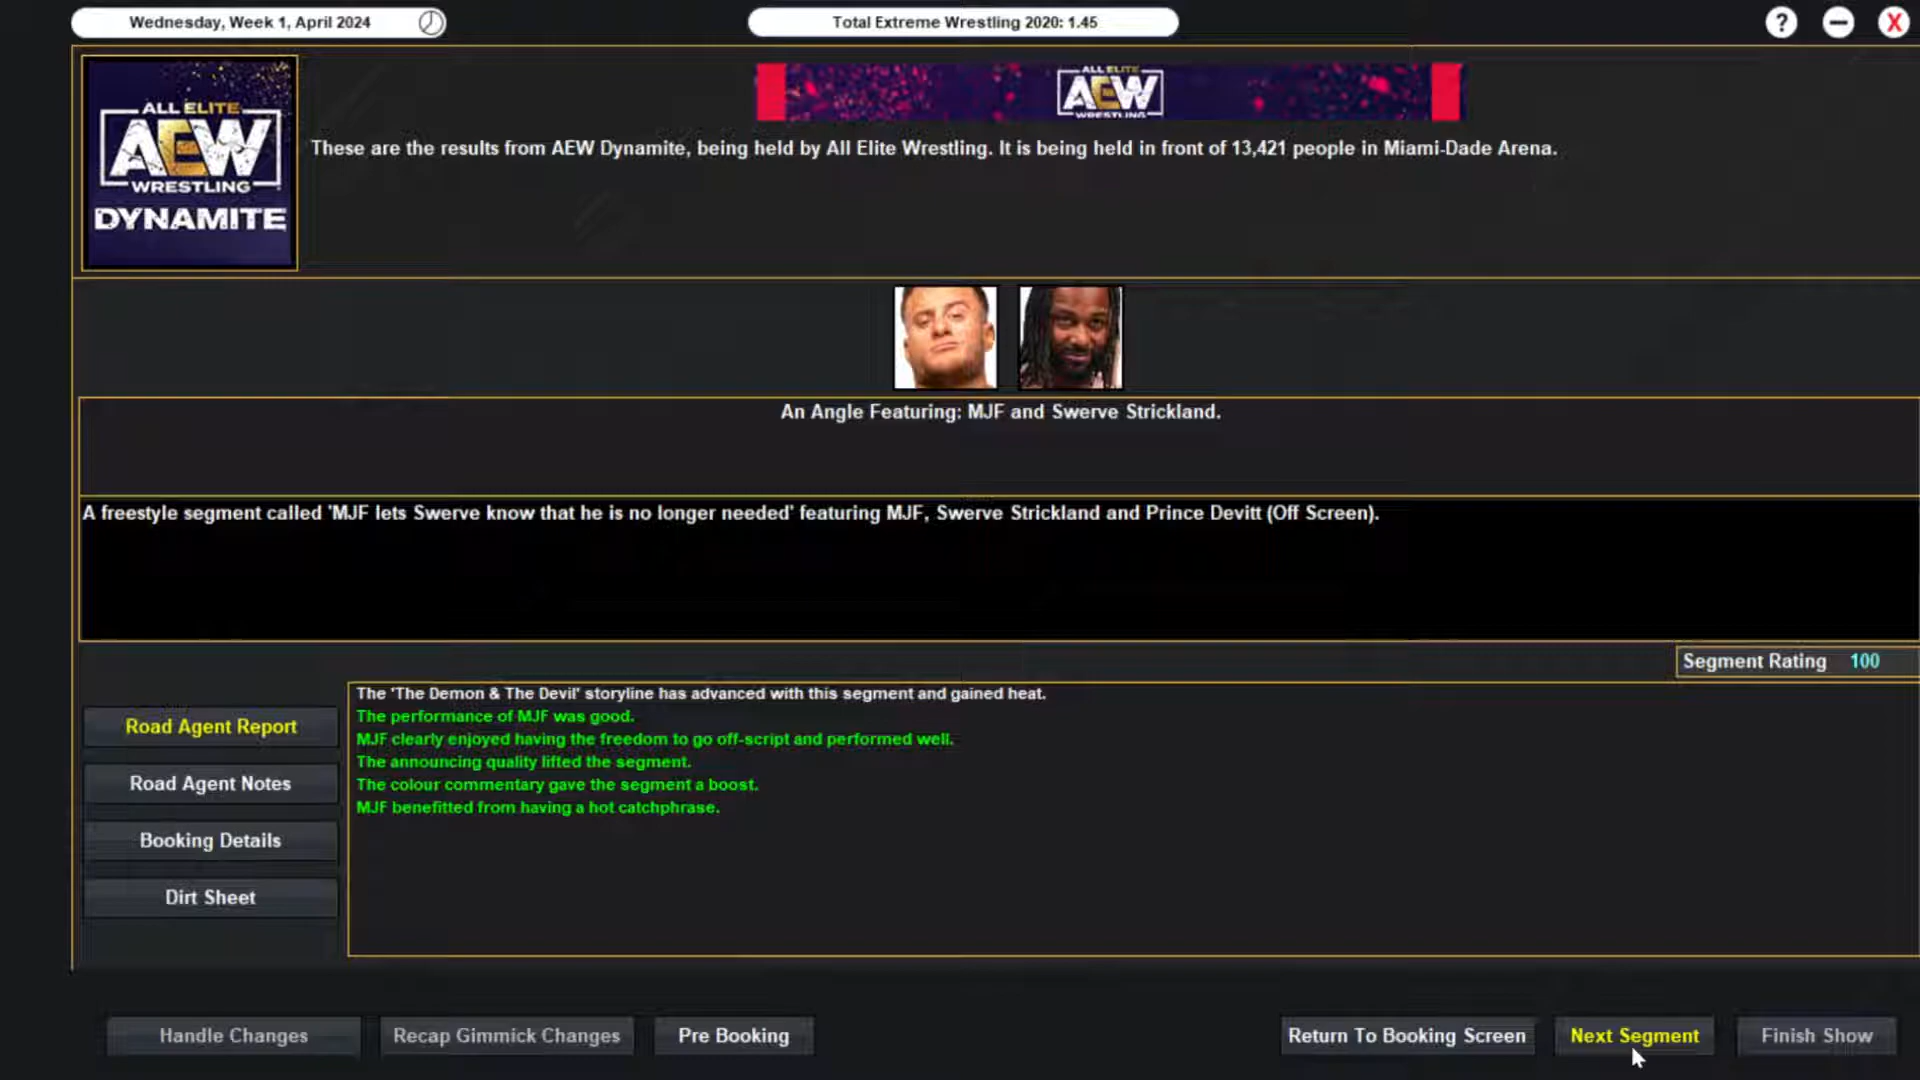 Wednesday, Week 1, April 2024
Total Extreme Wrestling 2020: 1.45
?
X
ALL ELITE
AEW
WRESTLING
ALL ELITE
AEW
WRESTLING
DYNAMITE
These are the results from AEW Dynamite, being held by All Elite Wrestling. It is being held in front of 13,421 people in Miami-Dade Arena.
An Angle Featuring: MJF and Swerve Strickland.
A freestyle segment called 'MJF lets Swerve know that he is no longer needed' featuring MJF, Swerve Strickland and Prince Devitt (Off Screen).
Segment Rating 100
The 'The Demon & The Devil' storyline has advanced with this segment and gained heat.
The performance of MJF was good.
MJF clearly enjoyed having the freedom to go off-script and performed well.
The announcing quality lifted the segment.
The colour commentary gave the segment a boost.
MJF benefitted from having a hot catchphrase.
Road Agent Report
Road Agent Notes
Booking Details
Dirt Sheet
Handle Changes
Recap Gimmick Changes
Pre Booking
Return To Booking Screen
Next Segment
Finish Show